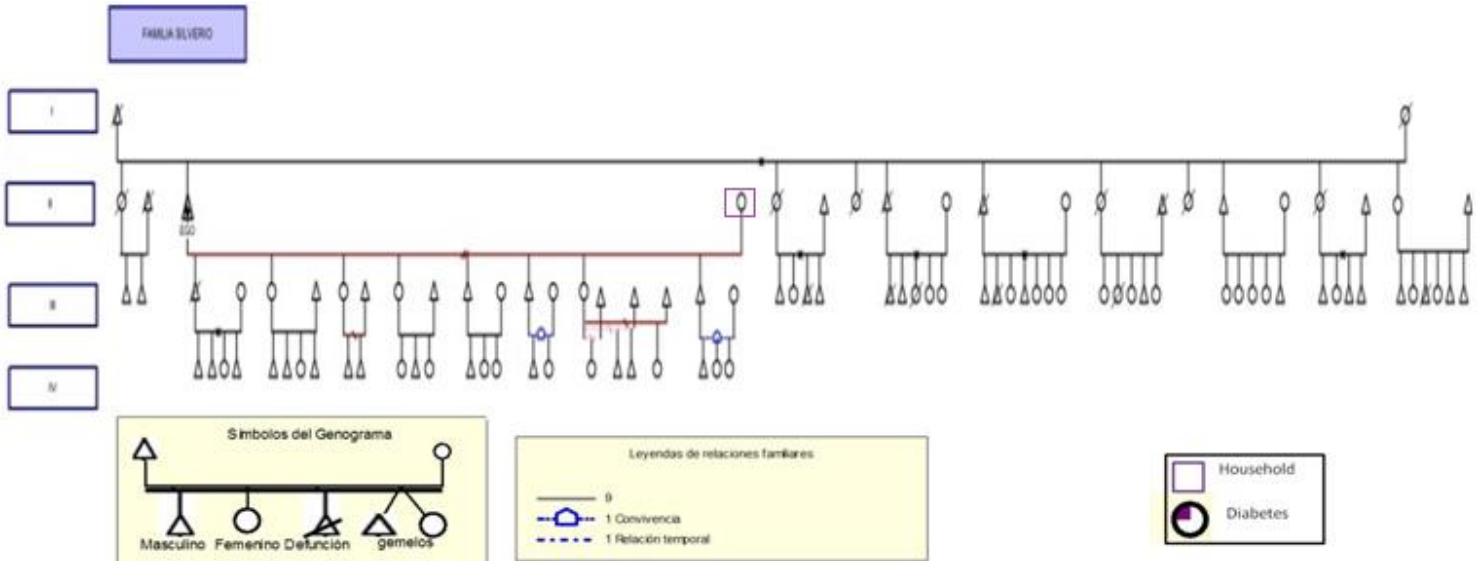 FAMILIA SILVERIO
I
II
EGO
III
IV
Símbolos del Genograma
Masculino Femenino Defunción gemelos
Leyendas de relaciones familiares
9
1 Convivencia
1 Relación temporal
Household
Diabetes